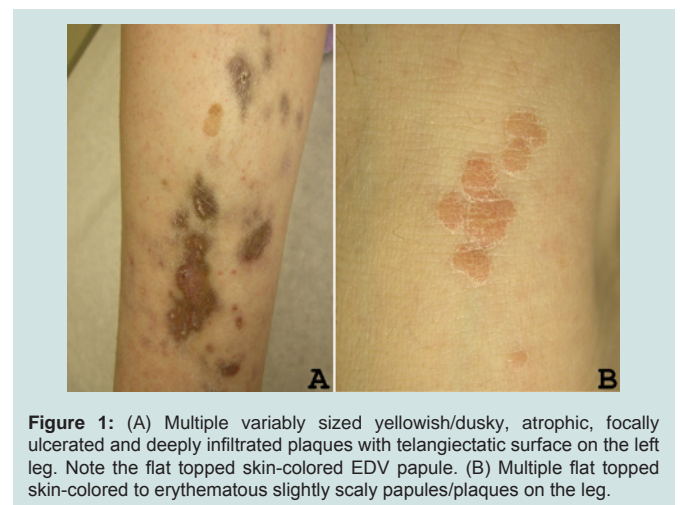 A
B
Figure 1: (A) Multiple variably sized yellowish/dusky, atrophic, focally
ulcerated and deeply infiltrated plaques with telangiectatic surface on the left
leg. Note the flat topped skin-colored EDV papule. (B) Multiple flat topped
skin-colored to erythematous slightly scaly papules/plaques on the leg.